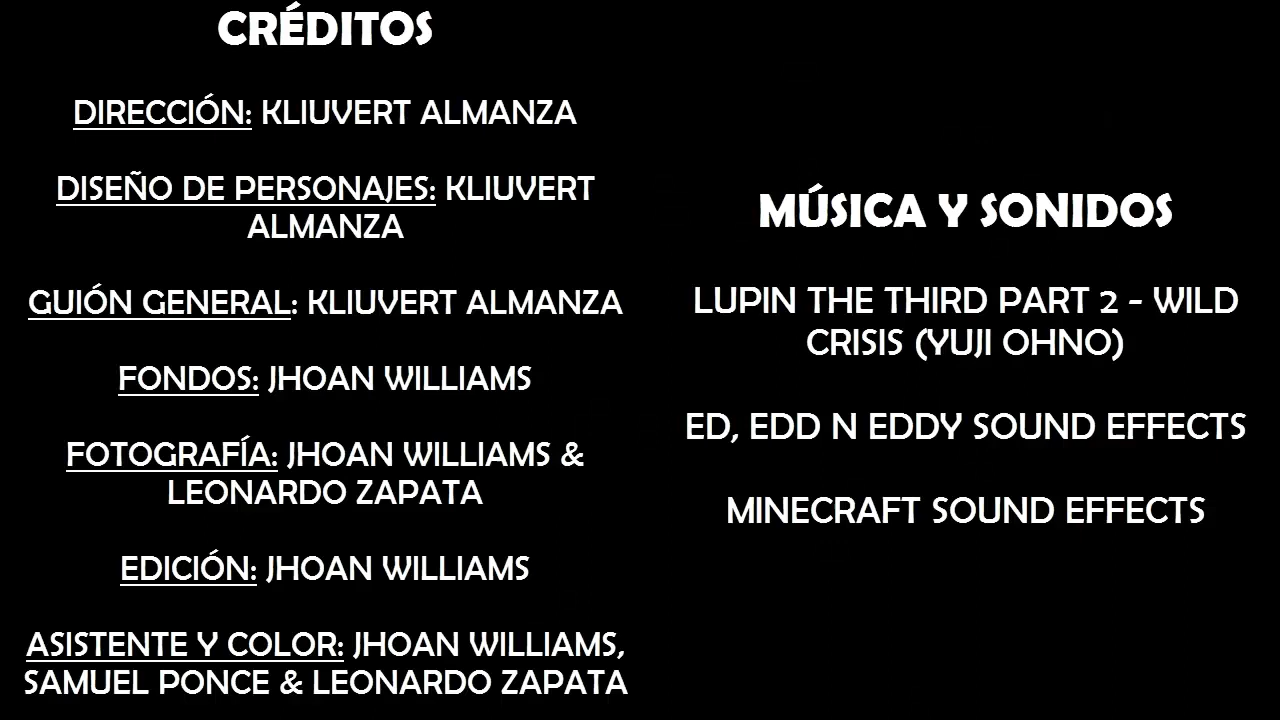 CRÉDITOS
DIRECCIÓN: KLIUVERT ALMANZA
DISEÑO DE PERSONAJES: KLIUVERT
ALMANZA
GUIÓN GENERAL: KLIUVERT ALMANZA
FONDOS: JHOAN WILLIAMS
FOTOGRAFÍA: JHOAN WILLIAMS &
LEONARDO ZAPATA
EDICIÓN: JHOAN WILLIAMS
ASISTENTE Y COLOR: JHOAN WILLIAMS,
SAMUEL PONCE & LEONARDO ZAPATA
MÚSICA Y SONIDOS
LUPIN THE THIRD PART 2 - WILD
CRISIS (YUJI OHNO)
ED, EDD N EDDY SOUND EFFECTS
MINECRAFT SOUND EFFECTS